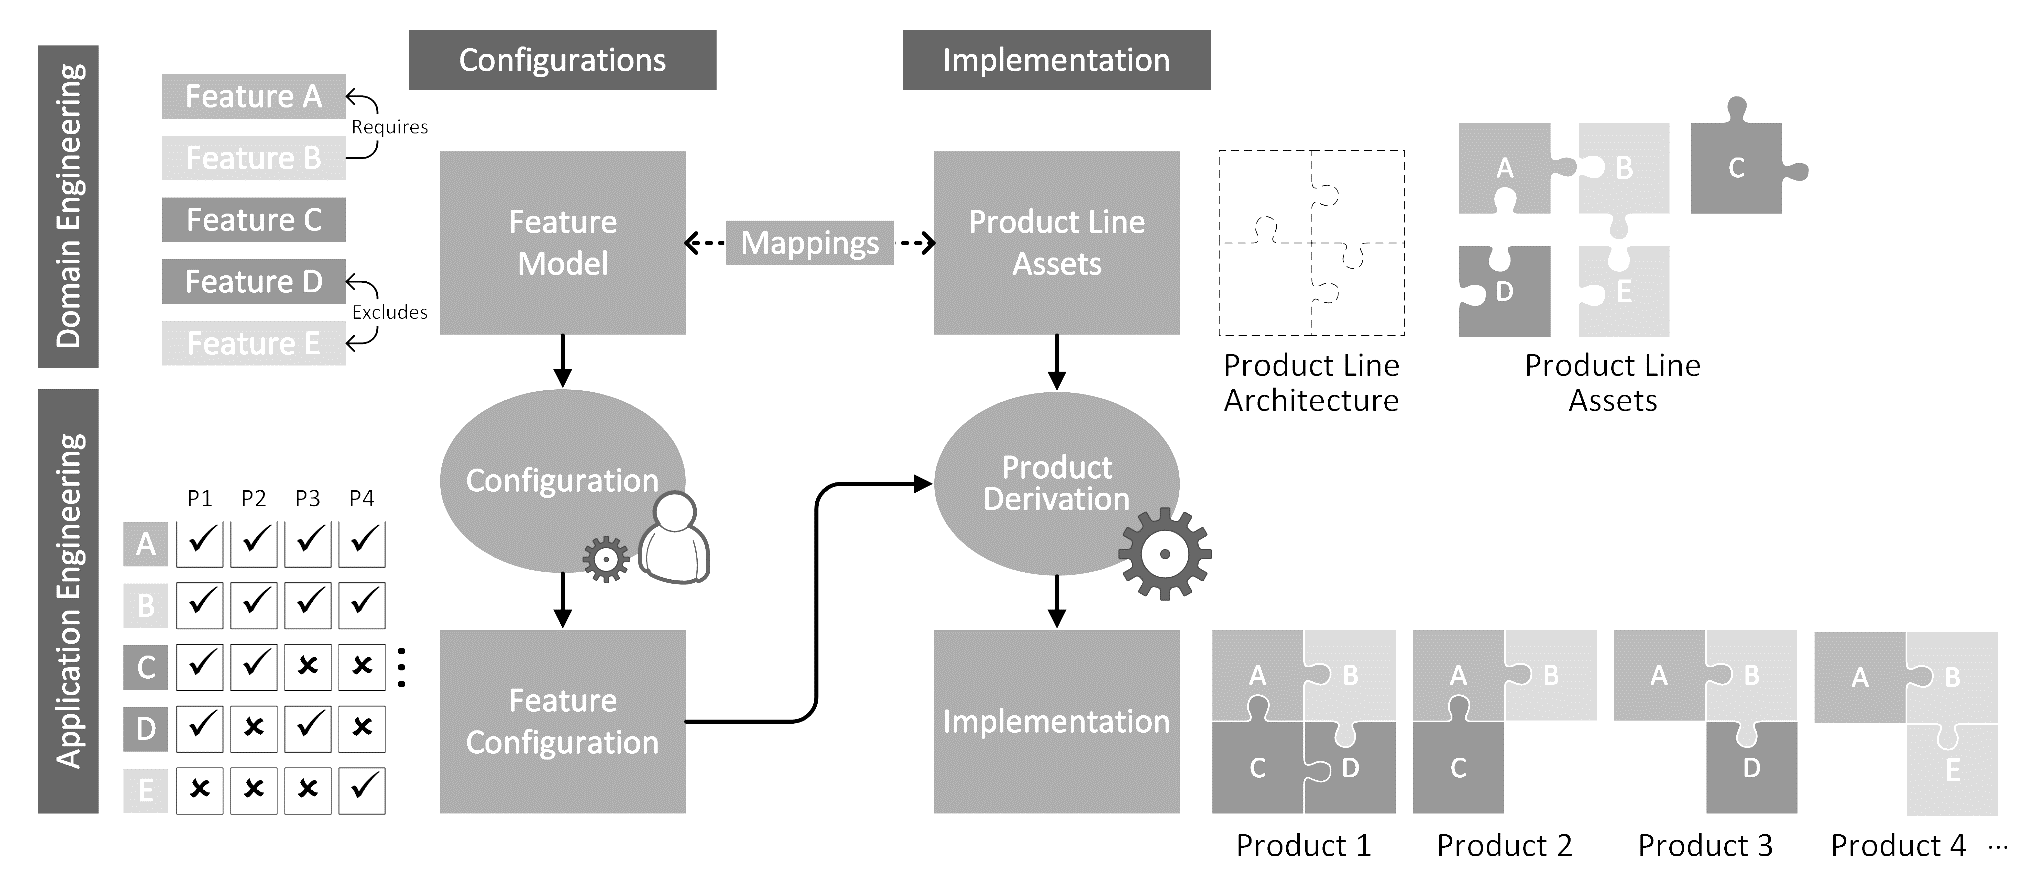 Configurations
Implementation
Domain Engineering
Feature A
Requires
Feature B
Feature C
Feature D
Excludes
Feature E
Feature
Model
Mappings
Product Line
Assets
Product Line
Architecture
A
B
C
D
E
Product Line
Assets
Application Engineering
P1 P2 P3 P4
A ✓ ✓ ✓ ✓
B ✓ ✓ ✓ ✓
C ✓ ✓ ✗ ✗
D ✓ ✗ ✓ ✗
E ✗ ✗ ✗ ✓
Configuration
Feature
Configuration
Product
Derivation
Implementation
A B
C D
Product 1
A B
C
Product 2
A B
D
Product 3
A B
E
Product 4 ...